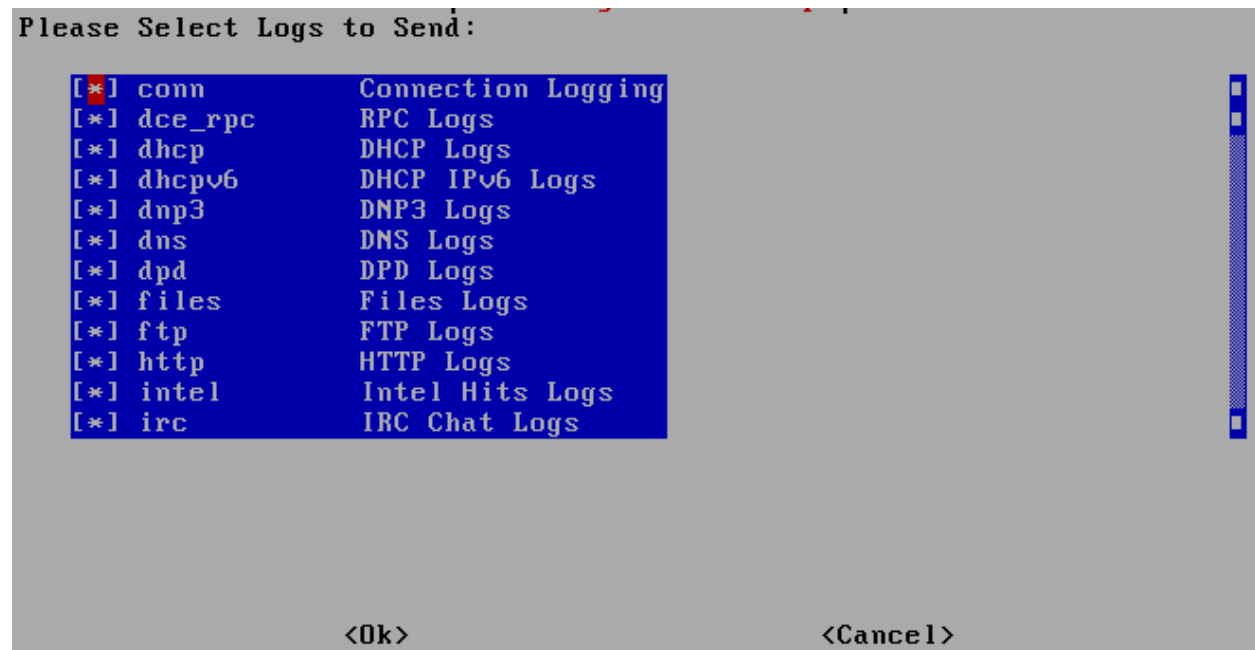 Please Select Logs to Send:
[*] conn Connection Logging
[*] dce_rpc RPC Logs
[*] dhcp DHCP Logs
[*] dhcpv6 DHCP IPv6 Logs
[*] dnp3 DNP3 Logs
[*] dns DNS Logs
[*] dpd DPD Logs
[*] files Files Logs
[*] ftp FTP Logs
[*] http HTTP Logs
[*] intel Intel Hits Logs
[*] irc IRC Chat Logs
<Ok> <Cancel>